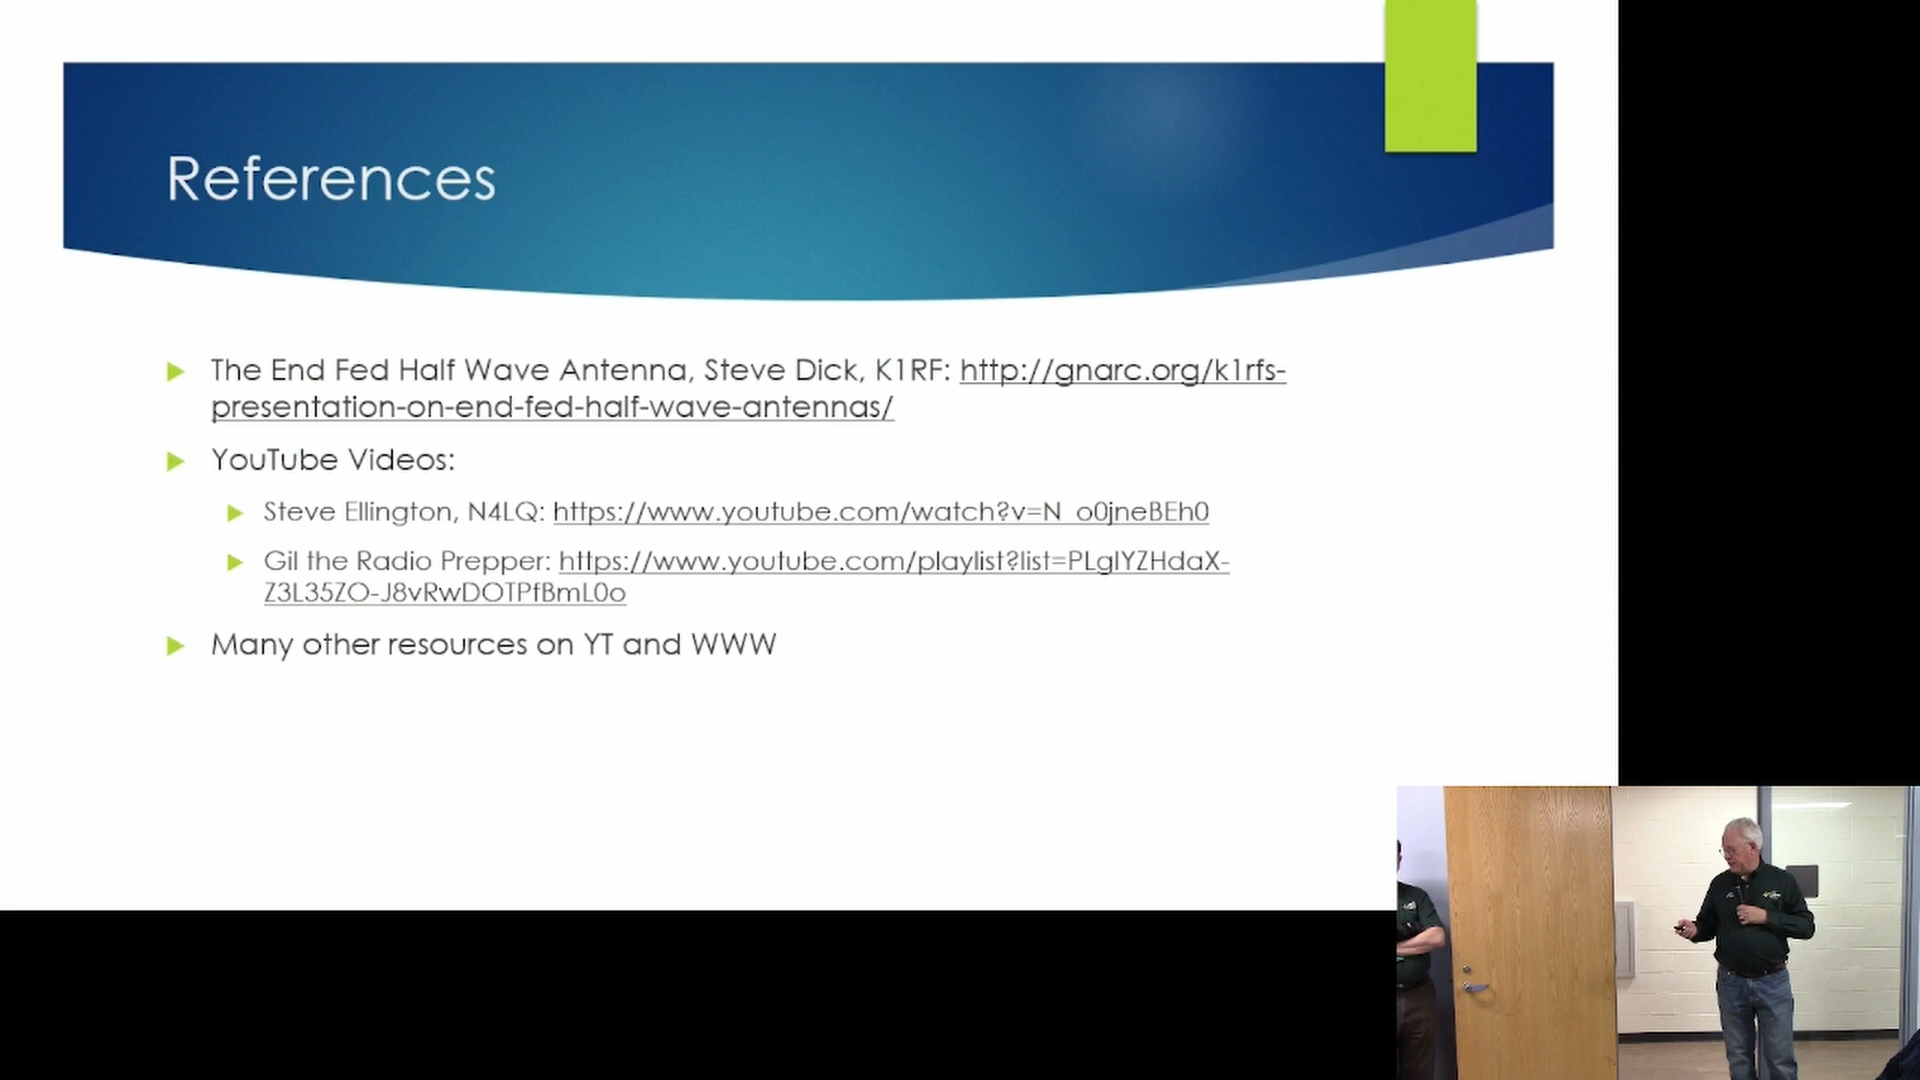 References
The End Fed Half Wave Antenna, Steve Dick, K1RF: http://gnarc.org/k1rfs-
presentation-on-end-fed-half-wave-antennas/
YouTube Videos:
Steve Ellington, N4LQ: https://www.youtube.com/watch?v=N_o0jneBEh0
Gil the Radio Prepper: https://www.youtube.com/playlist?list=PLgIYZHdaX-
Z3L35ZO-J8vRwDOTPfBmL0o
Many other resources on YT and WWW